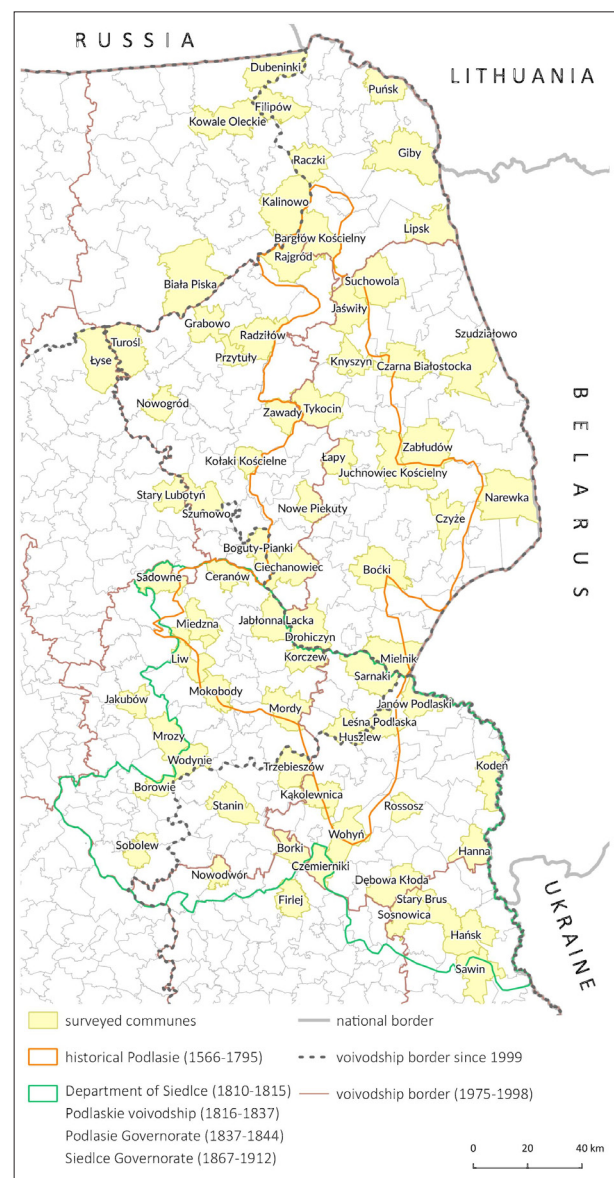 RUSSIA
LITHUANIA
Dubeninki
Puńsk
Filipów
Kowale Oleckie
Giby
Raczki
Kalinowo
Lipsk
Bargłów Kościelny
Rajgród
Biała Piska
Suchowola
Jaświły
Grabowo
Szudziałowo
Turośl
Radziłów
Łyse
Przytuły
Knyszyn
Czarna Białostocka
BELARUS
Nowogród
Zawady
Tykocin
Zabłudów
Kołaki Kościelne
Łapy
Juchnowiec Kościelny
Stary Lubotyń
Narewka
Szumowo
Nowe Piekuty
Czyże
Boguty-Pianki
Ciechanowiec
Boćki
Sadowne
Ceranów
Miedzna
Jabłonna Lacka
Drohiczyn
Liw
Korczew
Mielnik
Sarnaki
Mokobody
Jakubów
Mordy
Janów Podlaski
Leśna Podlaska
Mrozy
Huszlew
Wodynie
Trzebieszów
Kodeń
Borowie
Kąkolewnica
Stanin
Rossosz
Wohyń
Sobolew
Borki
Hanna
Czemierniki
Nowodwór
Dębowa Kłoda
Firlej
Stary Brus
Sosnowica
UKRAINE
Hańsk
Sawin
surveyed communes
national border
historical Podlasie (1566-1795)
voivodship border since 1999
Department of Siedlce (1810-1815)
voivodship border (1975-1998)
Podlaskie voivodship (1816-1837)
Podlasie Governorate (1837-1844)
Siedlce Governorate (1867-1912)
0 20 40 km